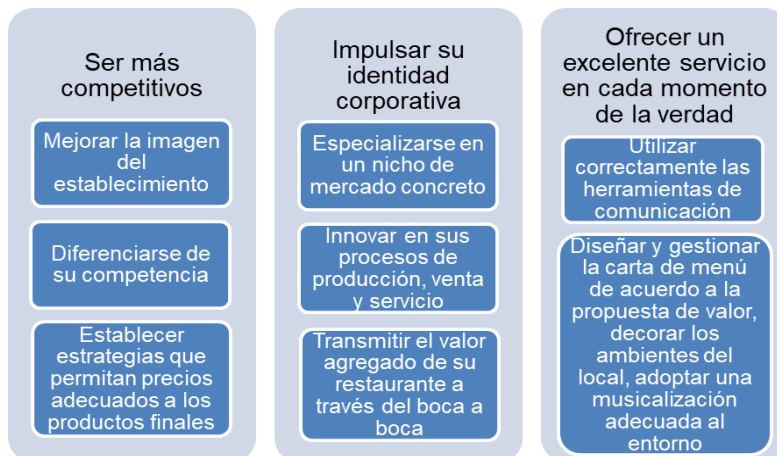 Ser más
competitivos
Mejorar la imagen
del
establecimiento
Diferenciarse de
su competencia
Establecer
estrategias que
permitan precios
adecuados a los
productos finales
Impulsar su
identidad
corporativa
Especializarse en
un nicho de
mercado concreto
Innovar en sus
procesos de
producción, venta
y servicio
Transmitir el valor
agregado de su
restaurante a
través del boca a
boca
Ofrecer un
excelente servicio
en cada momento
de la verdad
Utilizar
correctamente las
herramientas de
comunicación
Diseñar y gestionar
la carta de menú
de acuerdo a la
propuesta de valor,
decorar los
ambientes del
local, adoptar una
musicalización
adecuada al
entorno